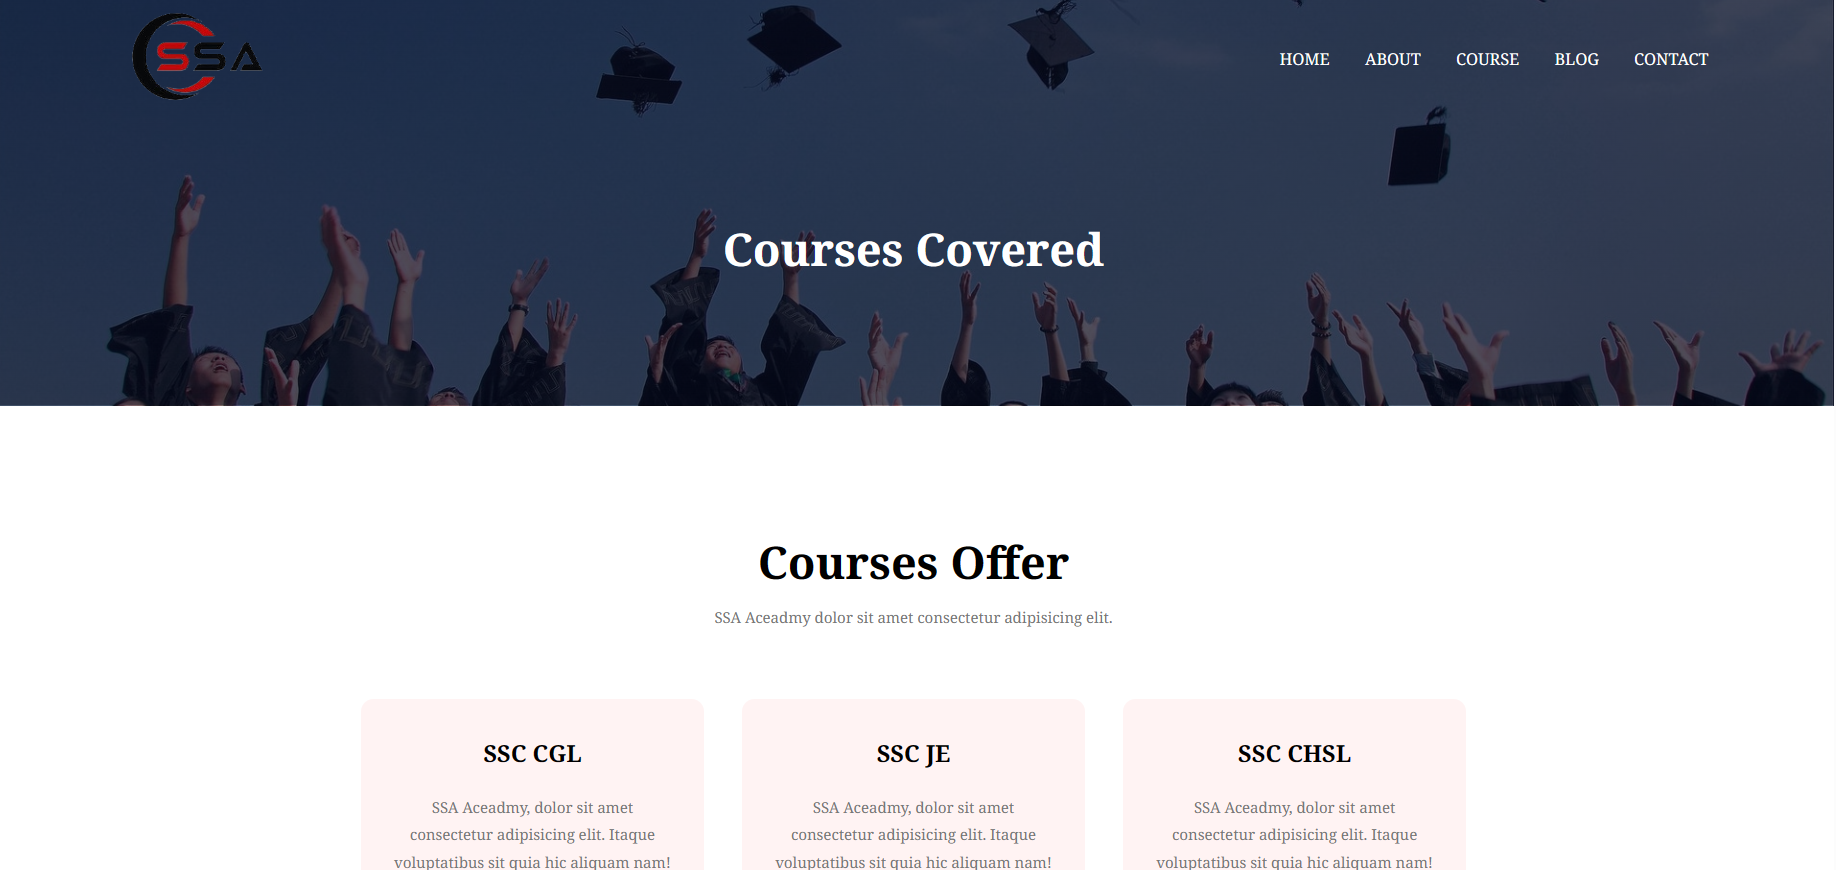 SSA
HOME ABOUT COURSE BLOG CONTACT
Courses Covered
Courses Offer
SSA Aceadmy dolor sit amet consectetur adipisicing elit.
SSC CGL
SSA Aceadmy, dolor sit amet
consectetur adipisicing elit. Itaque
voluptatibus sit quia hic aliquam nam!
SSC JE
SSA Aceadmy, dolor sit amet
consectetur adipisicing elit. Itaque
voluptatibus sit quia hic aliquam nam!
SSC CHSL
SSA Aceadmy, dolor sit amet
consectetur adipisicing elit. Itaque
voluptatibus sit quia hic aliquam nam!